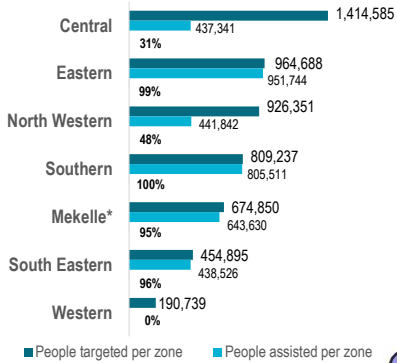 1,414,585
Central
437,341
31%
964,688
Eastern
951,744
99%
926,351
North Western
441,842
48%
809,237
Southern
805,511
100%
674,850
Mekelle*
643,630
95%
454,895
South Eastern
438,526
96%
190,739
Western
0%
People targeted per zone People assisted per zone